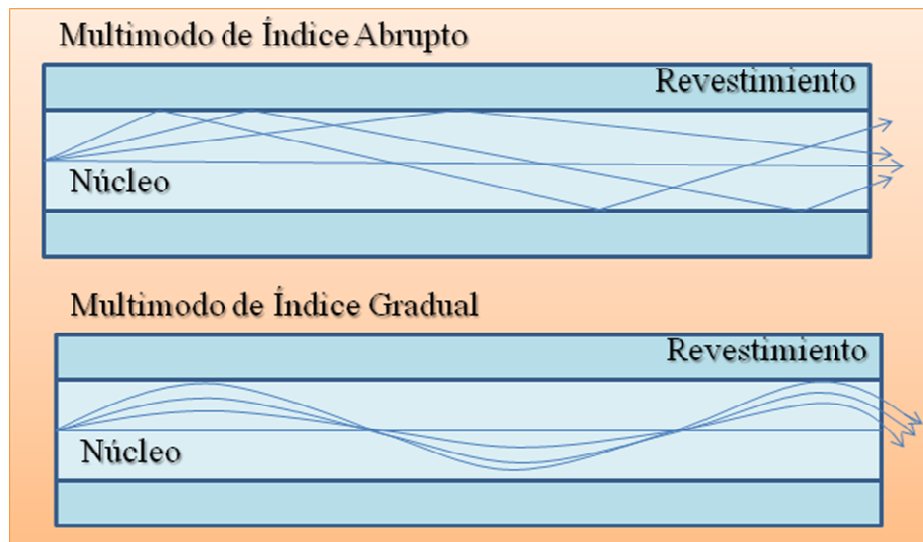 Multimodo de Índice Abrupto
Revestimiento
Núcleo
Multimodo de Índice Gradual
Revestimiento
Núcleo